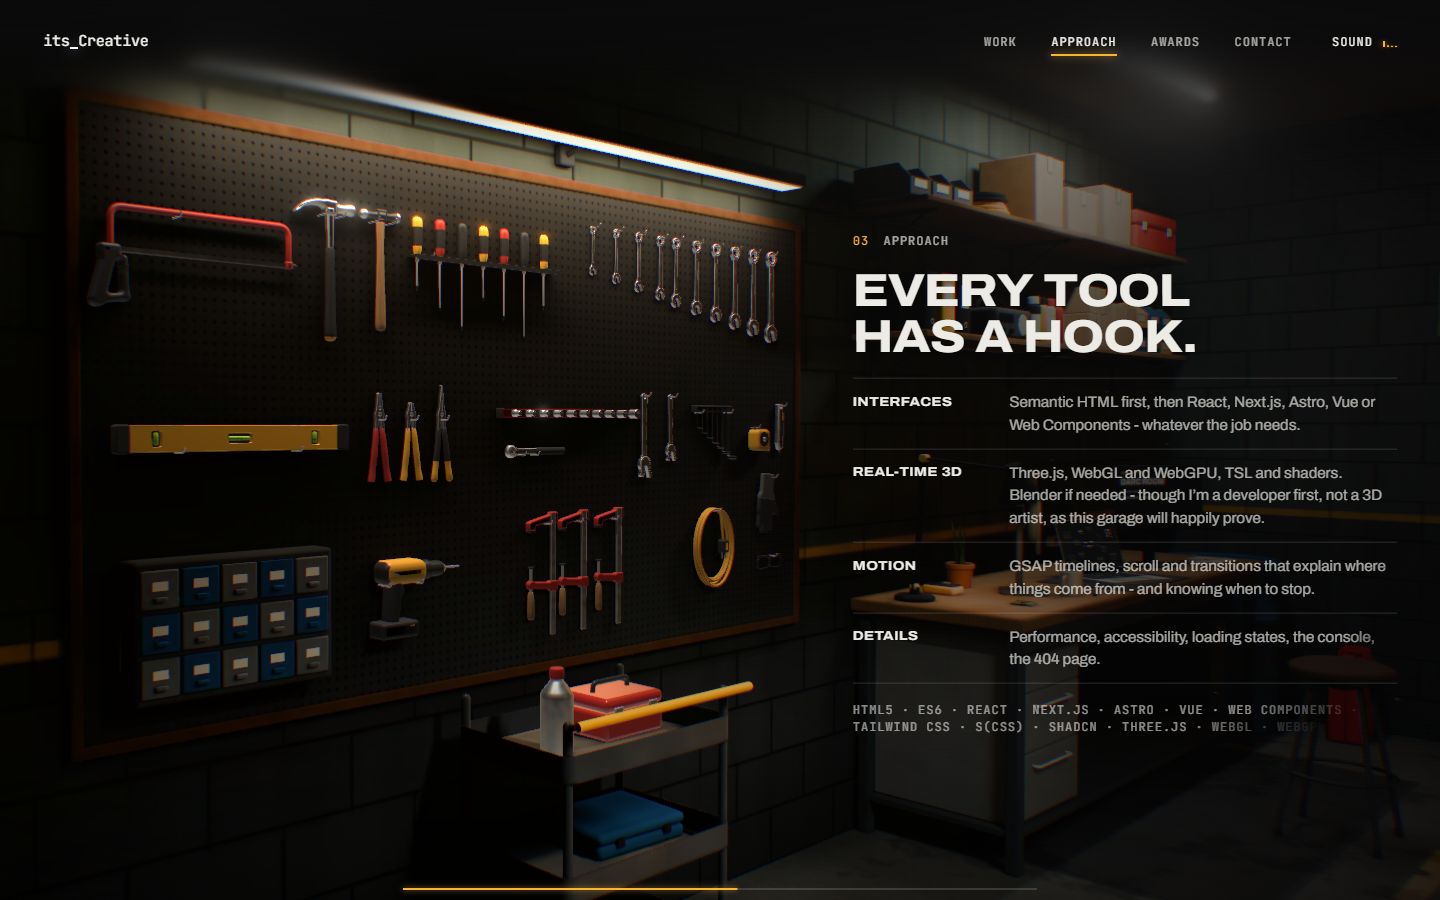 its_Creative
WORK APPROACH AWARDS CONTACT SOUND
03 APPROACH
EVERY TOOL
HAS A HOOK.
INTERFACES
Semantic HTML first, then React, Next.js, Astro, Vue or
Web Components - whatever the job needs.
REAL-TIME 3D
Three.js, WebGL and WebGPU, TSL and shaders.
Blender if needed - though I'm a developer first, not a 3D
artist, as this garage will happily prove.
MOTION
GSAP timelines, scroll and transitions that explain where
things come from - and knowing when to stop.
DETAILS
Performance, accessibility, loading states, the console,
the 404 page.
HTML5 · ES6 · REACT · NEXT.JS · ASTRO · VUE · WEB COMPONENTS ·
TAILWIND CSS · S(CSS) · SHADCN · THREE.JS · WEBGL ·